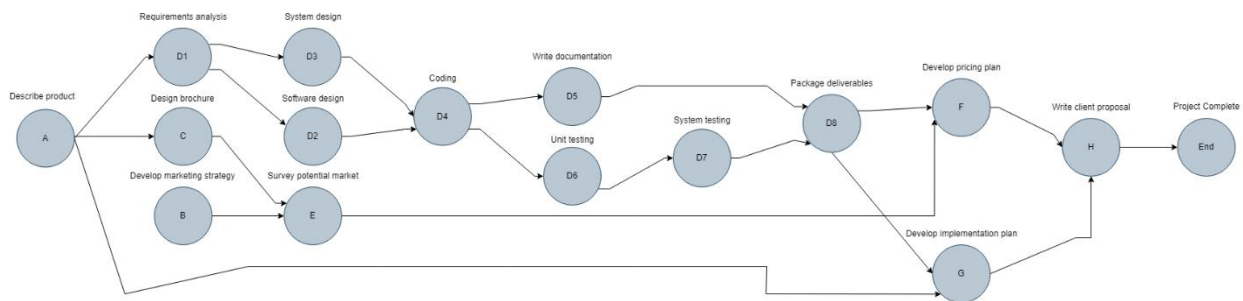 Requirements analysis
System design
D1
D3
Describe product
Design brochure
Coding
Write documentation
Package deliverables
Develop pricing plan
Write client proposal
Project Complete
A
C
Software design
D2
D4
D5
System testing
D8
F
H
End
Unit testing
D7
D6
Develop marketing strategy
Survey potential market
B
E
Develop implementation plan
G